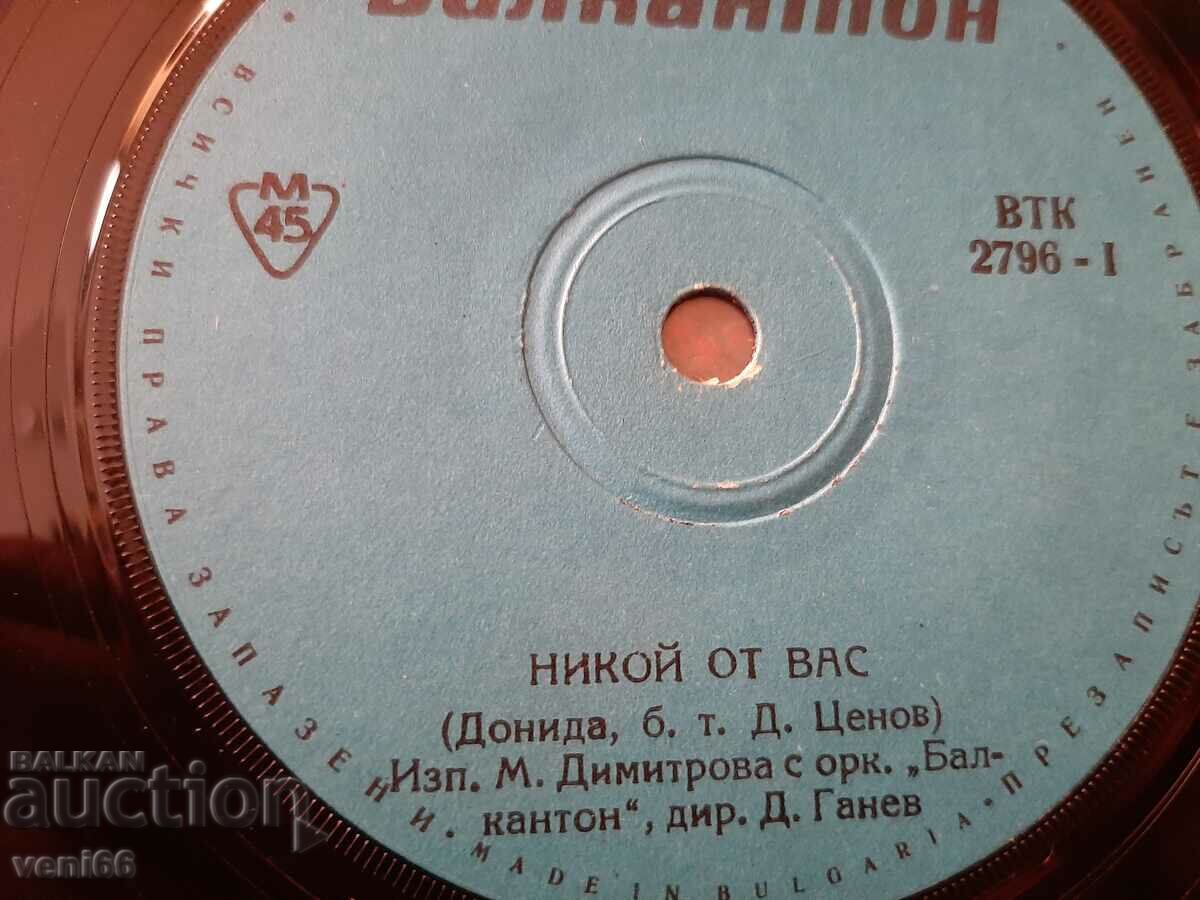 Балкантон
М
45
ВТК
2796 - I
НИКОЙ ОТ ВАС
(Донида, б. т. Д. Ценов)
Изп. М. Димитрова с орк. „Бал-
кантон“, дир. Д. Ганев
ВСИЧКИ ПРАВА ЗАПАЗЕНИ. MADE IN BULGARIA • ПРЕЗАПИСЪТ Е ЗАБРАНЕН
BALKAN
auction
veni66